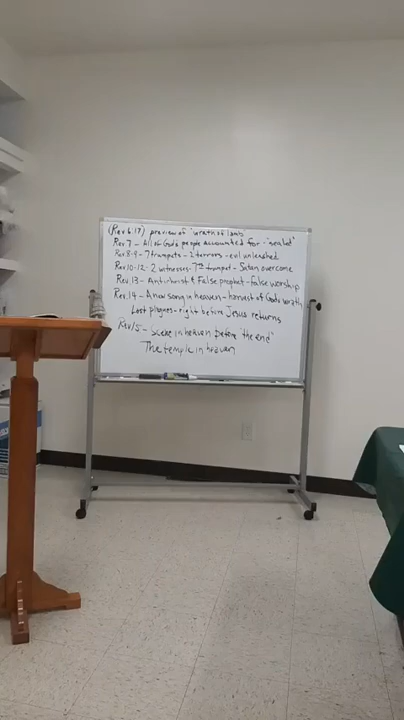 (Rev 6:17) preview of "wrath of lamb"
Rev 7 - All of God's people accounted for - "sealed"
Rev 8-9 - 7 trumpets - 2 terrors - evil unleashed
Rev 10-12 - 2 witnesses - 7th trumpet - Satan overcome
Rev 13 - Antichrist & False prophet - false worship
Rev. 14 - A new song in heaven - harvest of God's wrath
Last plagues - right before Jesus returns
Rev 15 - Scene in heaven before "the end"
The temple in heaven